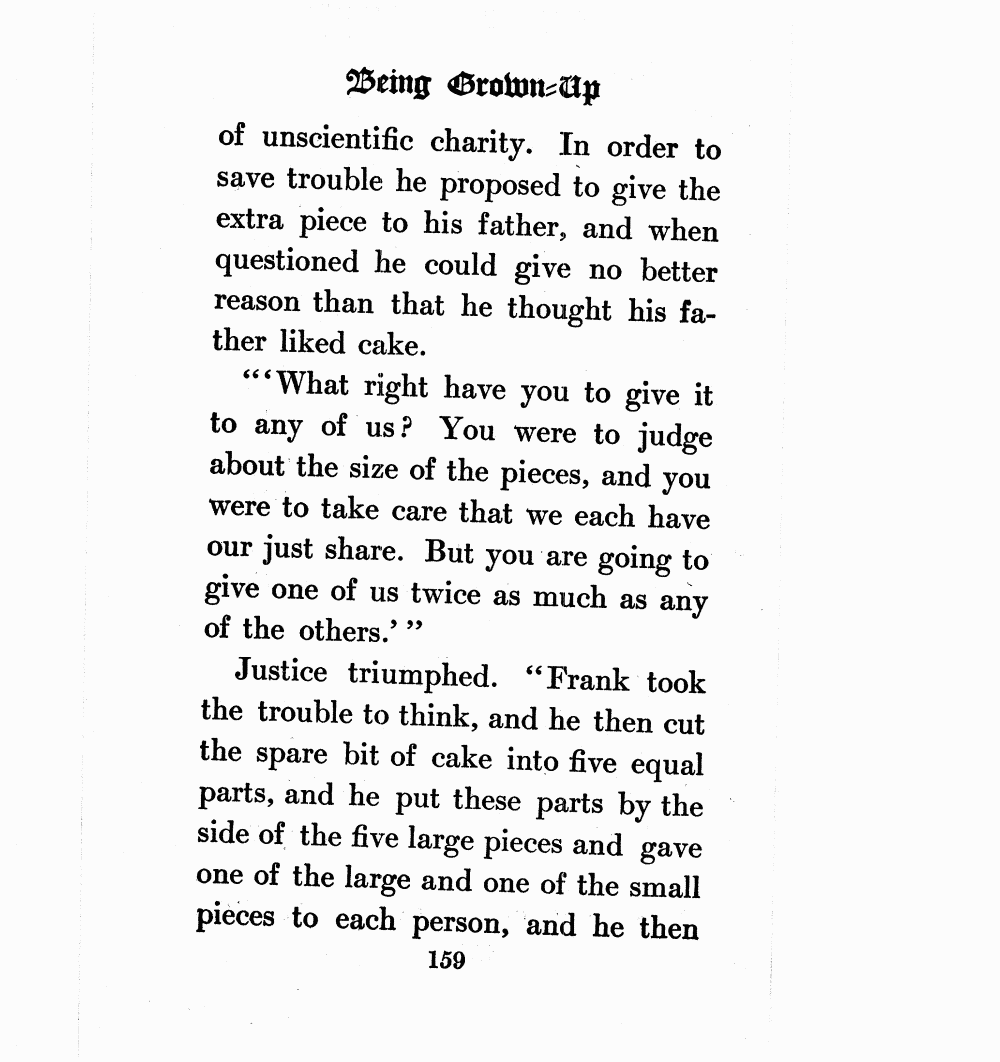 Being Grown-Up
of unscientific charity. In order to
save trouble he proposed to give the
extra piece to his father, and when
questioned he could give no better
reason than that he thought his fa-
ther liked cake.
“‘What right have you to give it
to any of us? You were to judge
about the size of the pieces, and you
were to take care that we each have
our just share. But you are going to
give one of us twice as much as any
of the others.’”
Justice triumphed. “Frank took
the trouble to think, and he then cut
the spare bit of cake into five equal
parts, and he put these parts by the
side of the five large pieces and gave
one of the large and one of the small
pieces to each person, and he then
159